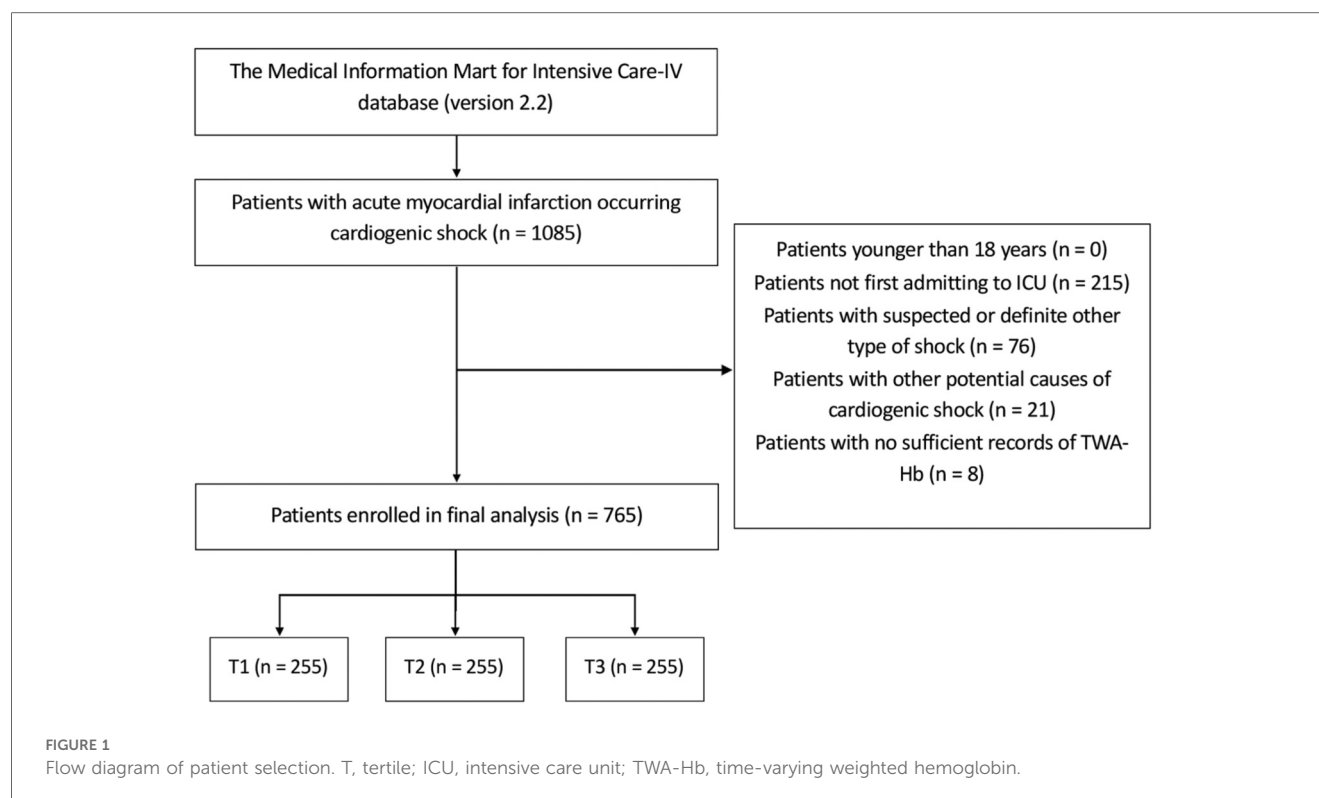 The Medical Information Mart for Intensive Care-IV
database (version 2.2)
Patients with acute myocardial infarction occurring
cardiogenic shock (n = 1085)
Patients younger than 18 years (n = 0)
Patients not first admitting to ICU (n = 215)
Patients with suspected or definite other
type of shock (n = 76)
Patients with other potential causes of
cardiogenic shock (n = 21)
Patients with no sufficient records of TWA-
Hb (n = 8)
Patients enrolled in final analysis (n = 765)
T1 (n = 255)
T2 (n = 255)
T3 (n = 255)
FIGURE 1
Flow diagram of patient selection. T, tertile; ICU, intensive care unit; TWA-Hb, time-varying weighted hemoglobin.